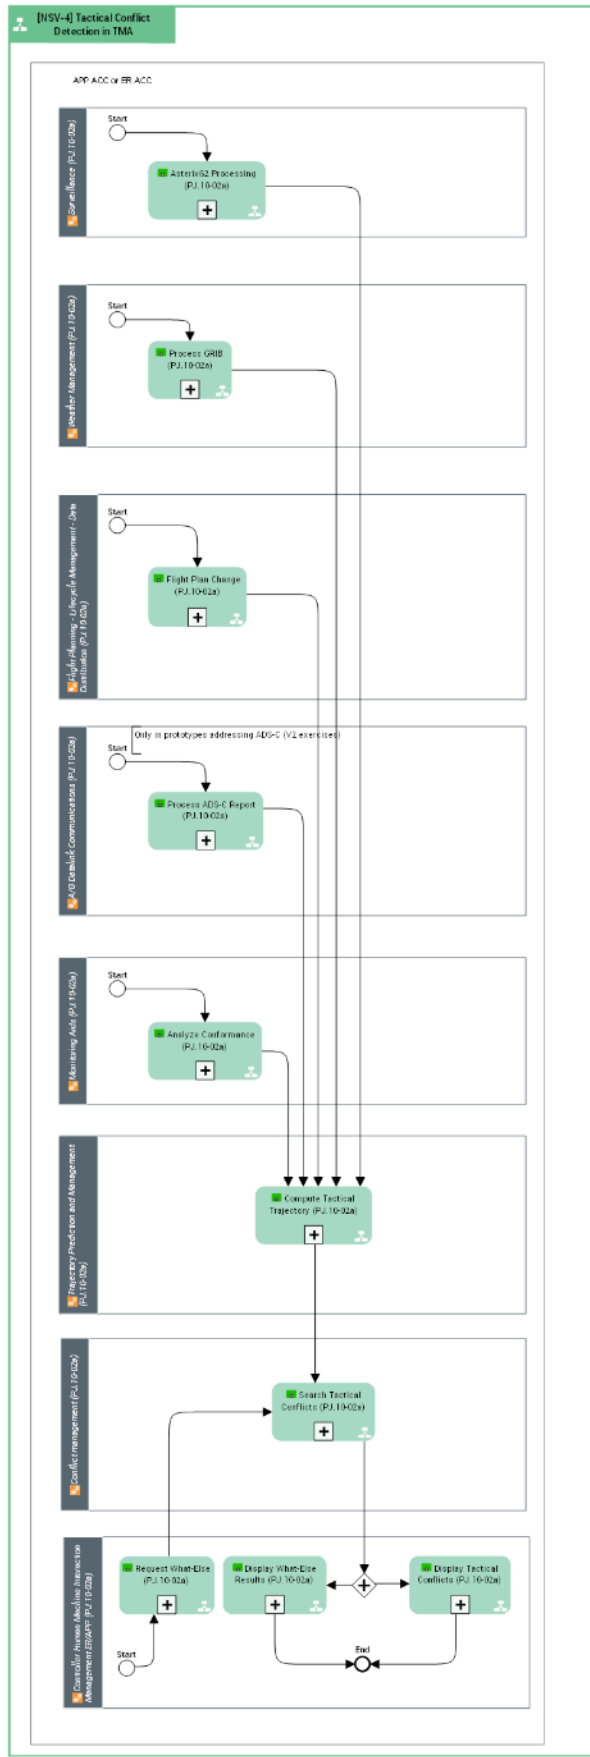 [NSV-4] Tactical Conflict
Detection in TMA
APP ACC or ER ACC
Surveillance (PJ.10-02a)
Start
Asterix62 Processing
(PJ.10-02a)
Weather Management (PJ.10-02a)
Start
Process GRIB
(PJ.10-02a)
Flight Planning - Lifecycle Management - Data
Distribution (PJ.10-02a)
Start
Flight Plan Change
(PJ.10-02a)
A/G Datalink Communications (PJ.10-02a)
Only in prototypes addressing ADS-C (V2 exercises)
Start
Process ADS-C Report
(PJ.10-02a)
Monitoring Aids (PJ.10-02a)
Start
Analyze Conformance
(PJ.10-02a)
Trajectory Prediction and Management
(PJ.10-02a)
Compute Tactical
Trajectory (PJ.10-02a)
Conflict management (PJ.10-02a)
Search Tactical
Conflicts (PJ.10-02a)
Controller Human Machine Interaction
Management ER/APP (PJ.10-02a)
Request What-Else
(PJ.10-02a)
Display What-Else
Results (PJ.10-02a)
Display Tactical
Conflicts (PJ.10-02a)
Start
End